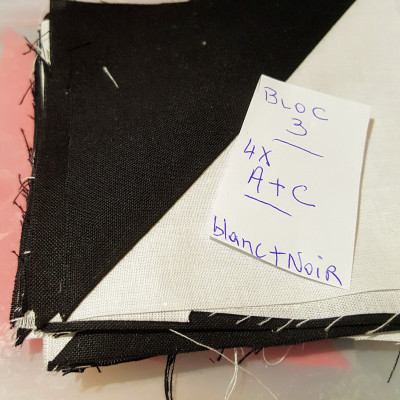 BLOC
3
4X
A+C
blanc+NoiR